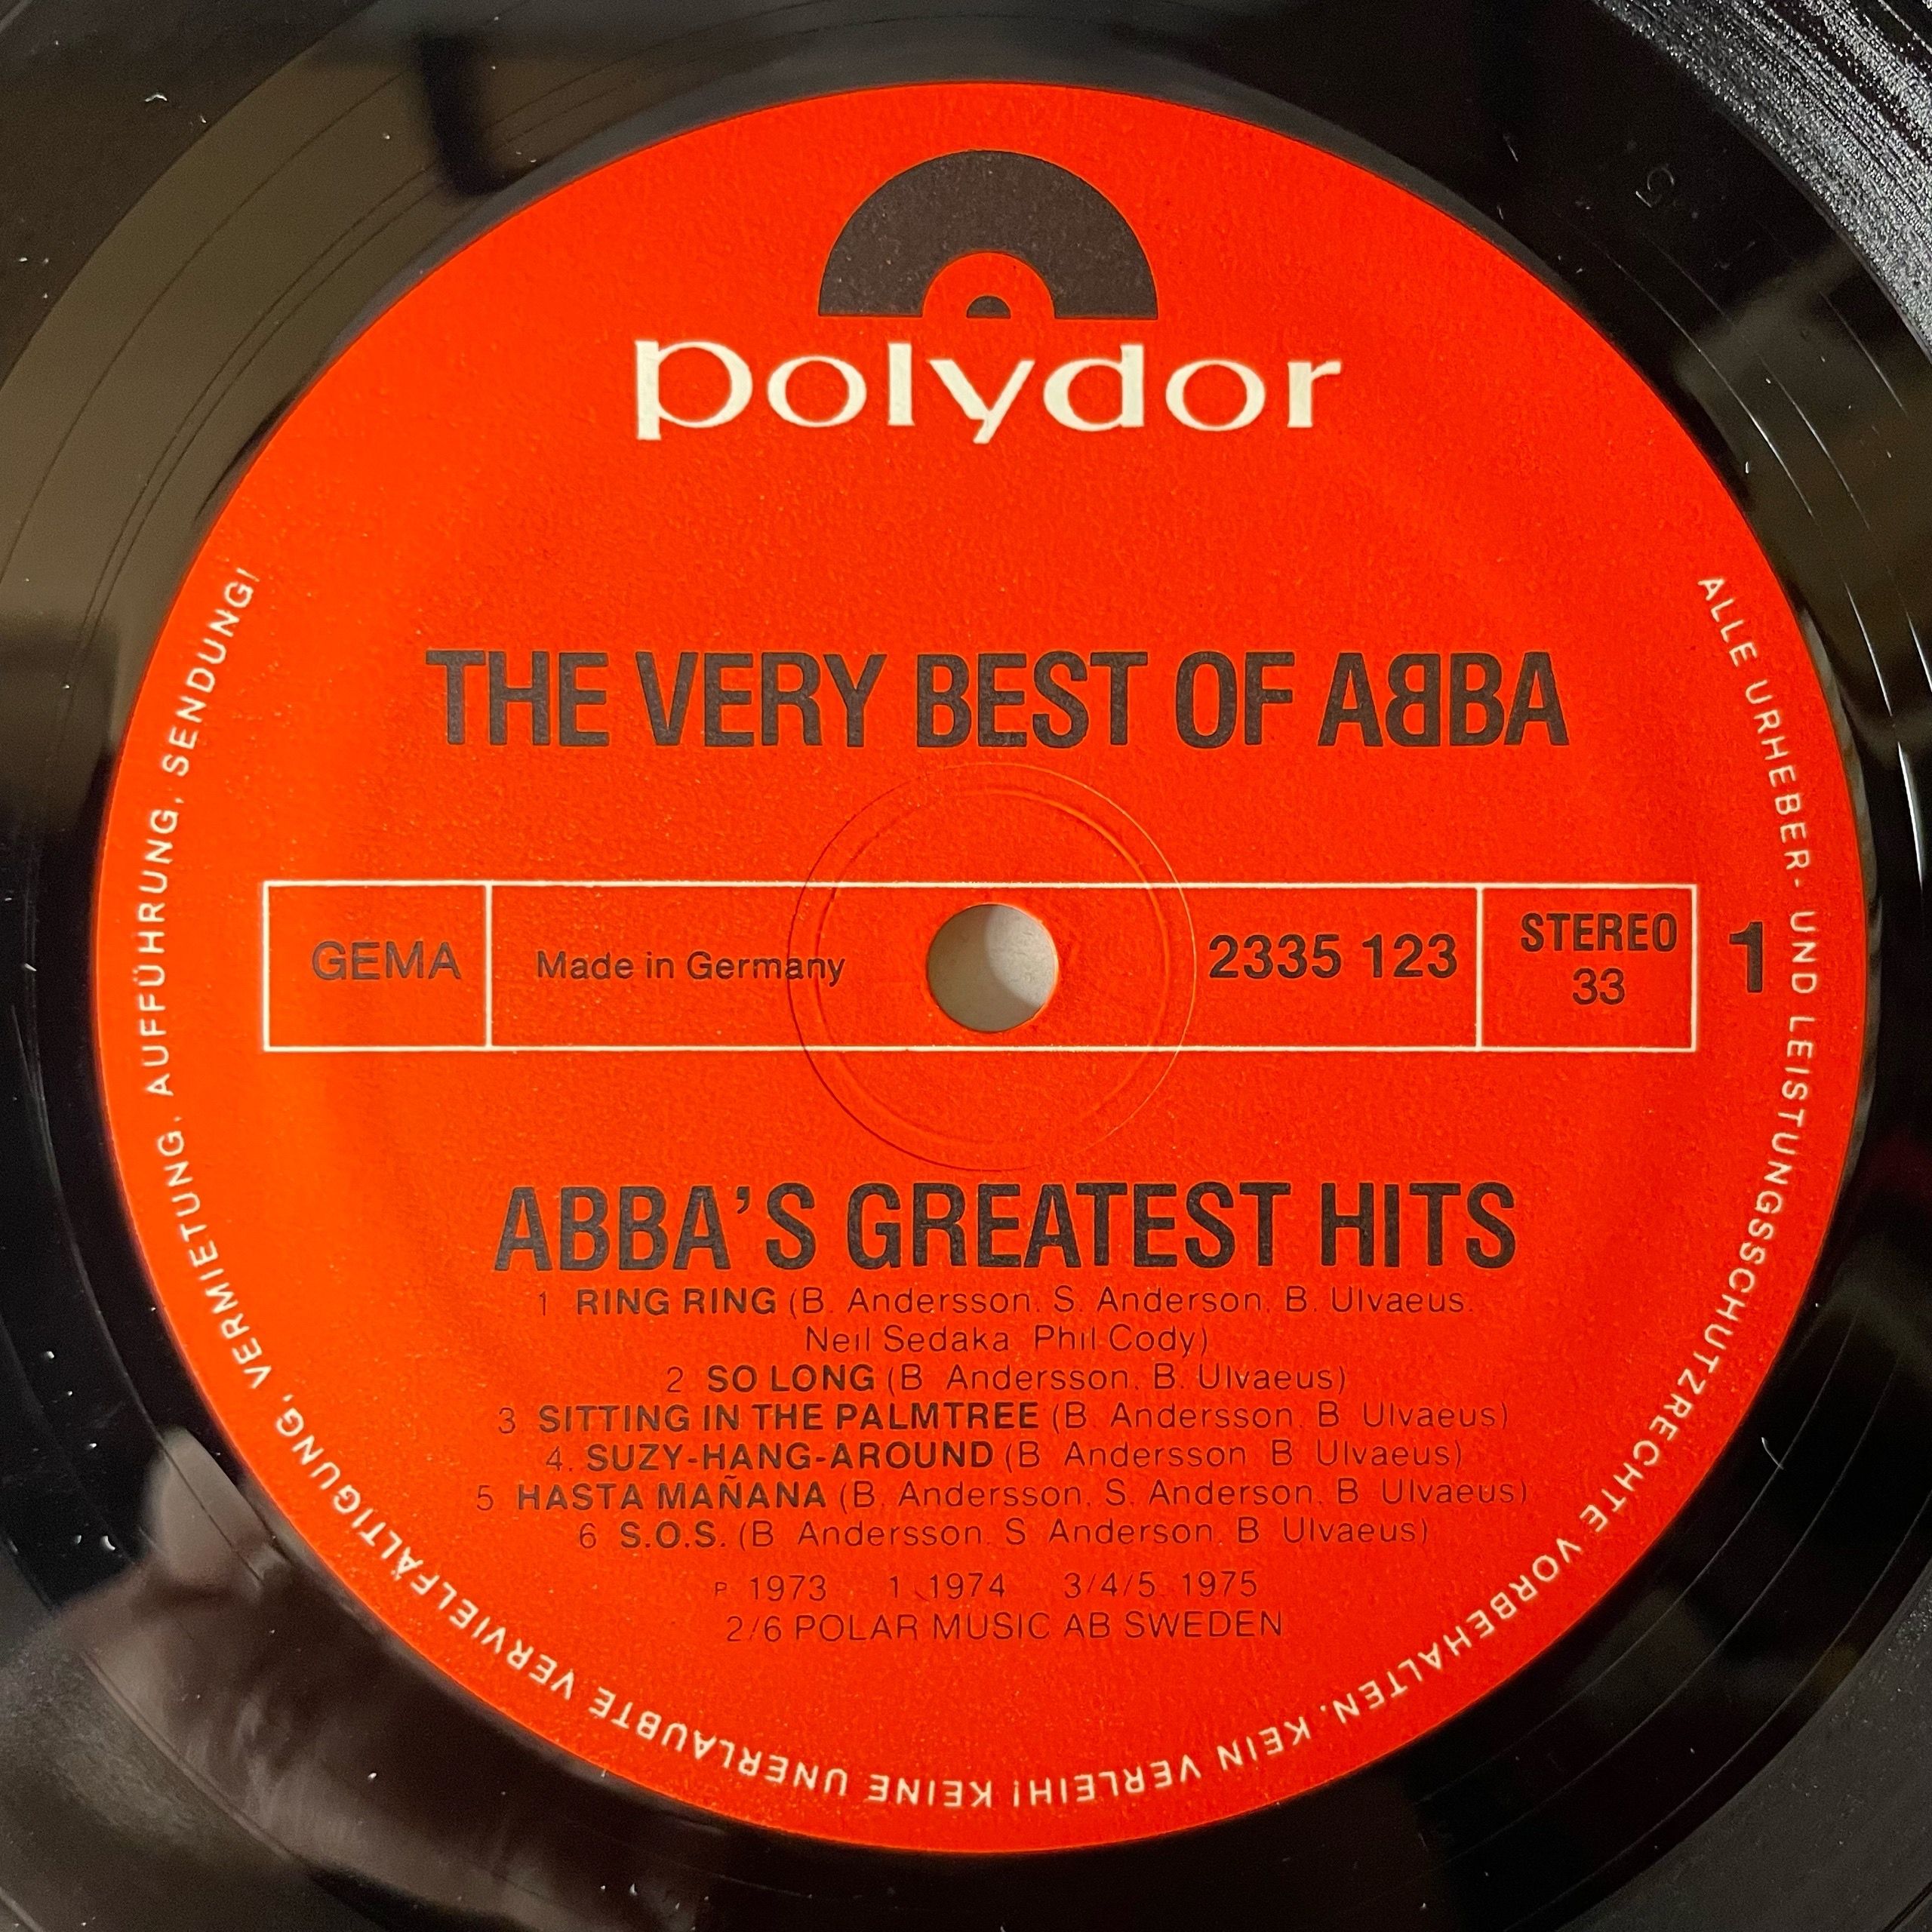 polydor
THE VERY BEST OF AᗺBA
GEMA
Made in Germany
2335 123
STEREO
33
1
ABBA'S GREATEST HITS
1 RING RING (B. Andersson. S. Anderson. B. Ulvaeus.
Neil Sedaka Phil Cody)
2 SO LONG (B Andersson. B. Ulvaeus)
3 SITTING IN THE PALMTREE (B Andersson. B Ulvaeus)
4. SUZY-HANG-AROUND (B Andersson B Ulvaeus)
5 HASTA MAÑANA (B. Andersson. S. Anderson. B Ulvaeus)
6 S.O.S. (B Andersson. S Anderson. B Ulvaeus)
P 1973 1. 1974 3/4/5. 1975
2/6 POLAR MUSIC AB SWEDEN
ALLE URHEBER- UND LEISTUNGSSCHUTZRECHTE VORBEHALTEN. KEIN VERLEIH! KEINE UNERLAUBTE VERVIELFÄLTIGUNG, VERMIETUNG, AUFFÜHRUNG, SENDUNG!
5